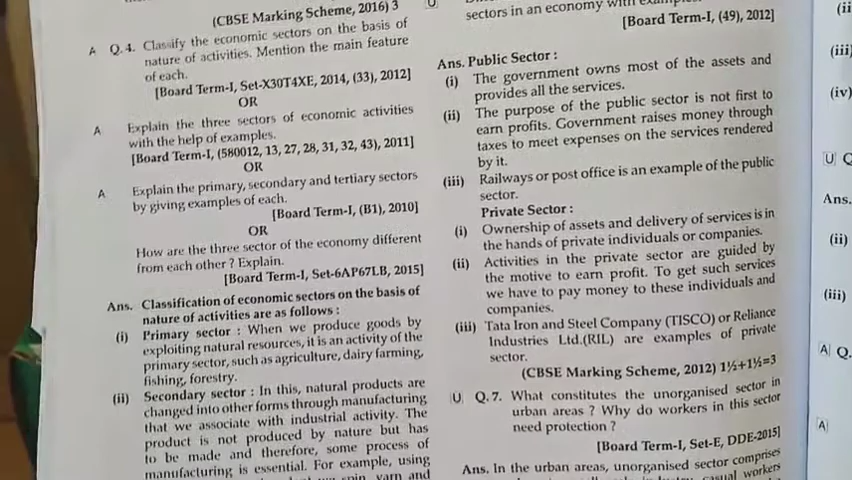 (CBSE Marking Scheme, 2016) 3
A Q.4. Classify the economic sectors on the basis of
nature of activities. Mention the main feature
of each.
[Board Term-I, Set-X30T4XE, 2014, (33), 2012]
OR
A Explain the three sectors of economic activities
with the help of examples.
[Board Term-I, (580012, 13, 27, 28, 31, 32, 43), 2011]
OR
A Explain the primary, secondary and tertiary sectors
by giving examples of each.
[Board Term-I, (B1), 2010]
OR
How are the three sector of the economy different
from each other ? Explain.
[Board Term-I, Set-6AP67LB, 2015]
Ans. Classification of economic sectors on the basis of
nature of activities are as follows :
(i) Primary sector : When we produce goods by
exploiting natural resources, it is an activity of the
primary sector, such as agriculture, dairy farming,
fishing, forestry.
(ii) Secondary sector : In this, natural products are
changed into other forms through manufacturing
that we associate with industrial activity. The
product is not produced by nature but has
to be made and therefore, some process of
manufacturing is essential. For example, using
spin yarn and
U
sectors in an economy with
[Board Term-I, (49), 2012]
Ans. Public Sector :
(i) The government owns most of the assets and
provides all the services.
(ii) The purpose of the public sector is not first to
earn profits. Government raises money through
taxes to meet expenses on the services rendered
by it.
(iii) Railways or post office is an example of the public
sector.
Private Sector :
(i) Ownership of assets and delivery of services is in
the hands of private individuals or companies.
(ii) Activities in the private sector are guided by
the motive to earn profit. To get such services
we have to pay money to these individuals and
companies.
(iii) Tata Iron and Steel Company (TISCO) or Reliance
Industries Ltd.(RIL) are examples of private
sector.
(CBSE Marking Scheme, 2012) 1½+1½=3
U Q.7. What constitutes the unorganised sector in
urban areas ? Why do workers in this sector
need protection ?
[Board Term-I, Set-E, DDE-2015]
Ans. In the urban areas, unorganised sector comprises
casual workers
(ii
(iii)
(iv)
U Q
Ans.
(ii)
(iii)
A Q.
A